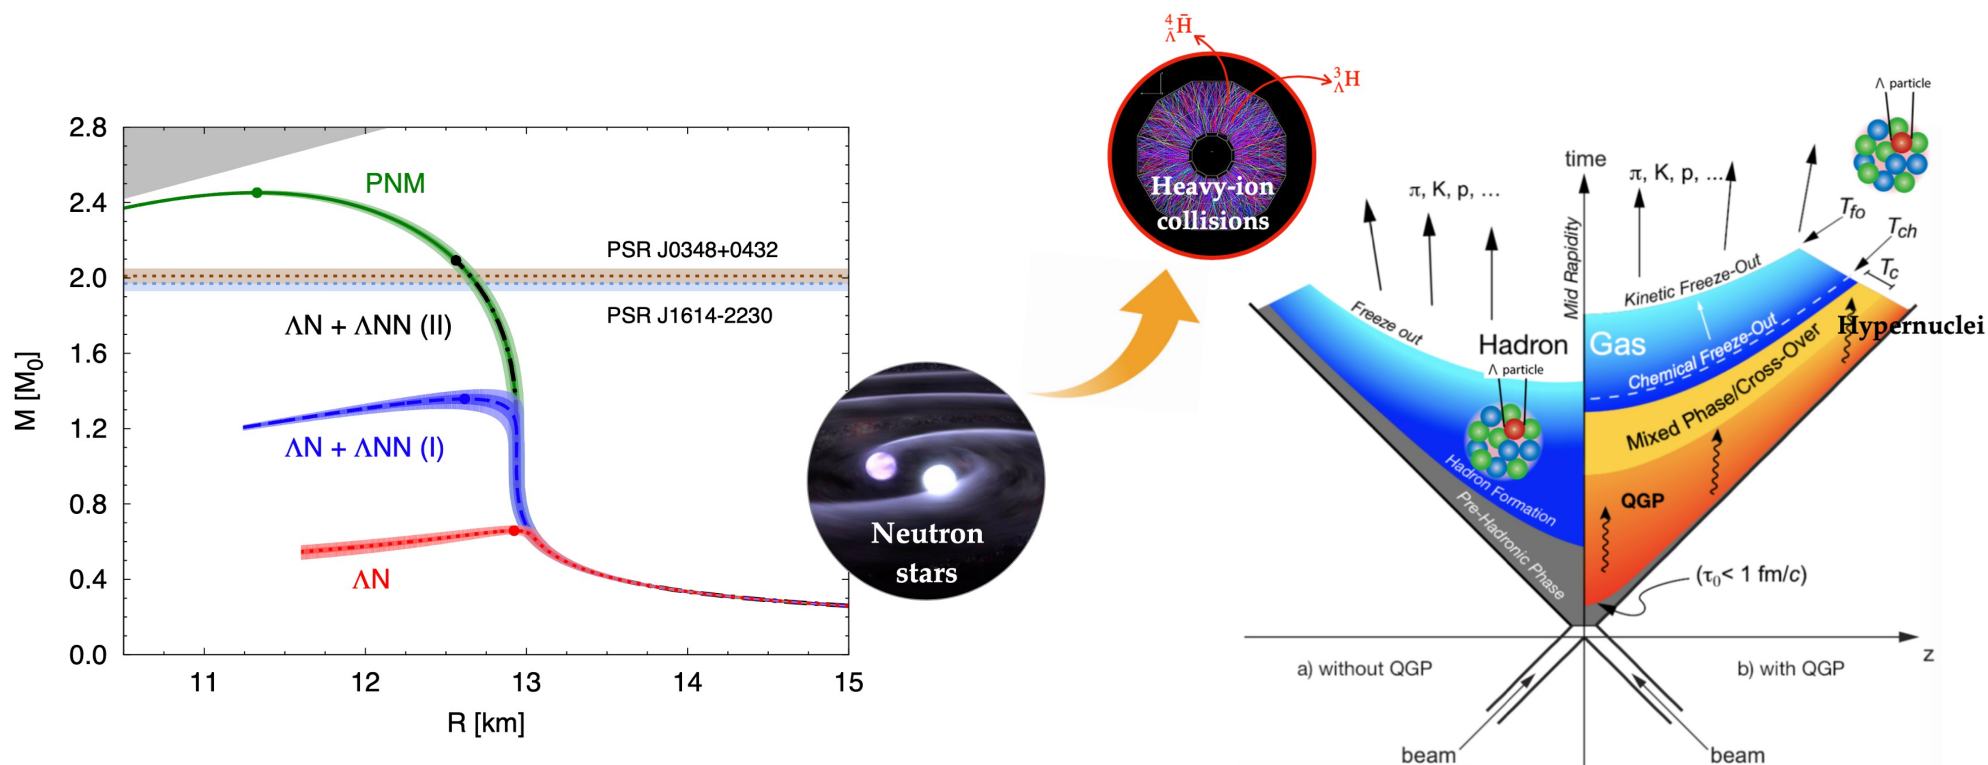 2.8
2.4
2.0
1.6
1.2
0.8
0.4
0.0
M [M₀]
11
12
13
14
15
R [km]
PNM
PSR J0348+0432
PSR J1614-2230
ΛN + ΛNN (II)
ΛN + ΛNN (I)
ΛN
Neutron
stars
⁴Λ̄H̄
³ΛH
Heavy-ion
collisions
π, K, p, ...
Freeze out
Hadron
Λ particle
Hadron Formation
Pre-Hadronic Phase
time
Mid Rapidity
π, K, p, ...
Λ particle
Tfo
Tch
Tc
Kinetic Freeze-Out
Gas
Chemical Freeze-Out
Hypernuclei
Mixed Phase/Cross-Over
QGP
(τ₀< 1 fm/c)
z
a) without QGP
b) with QGP
beam
beam